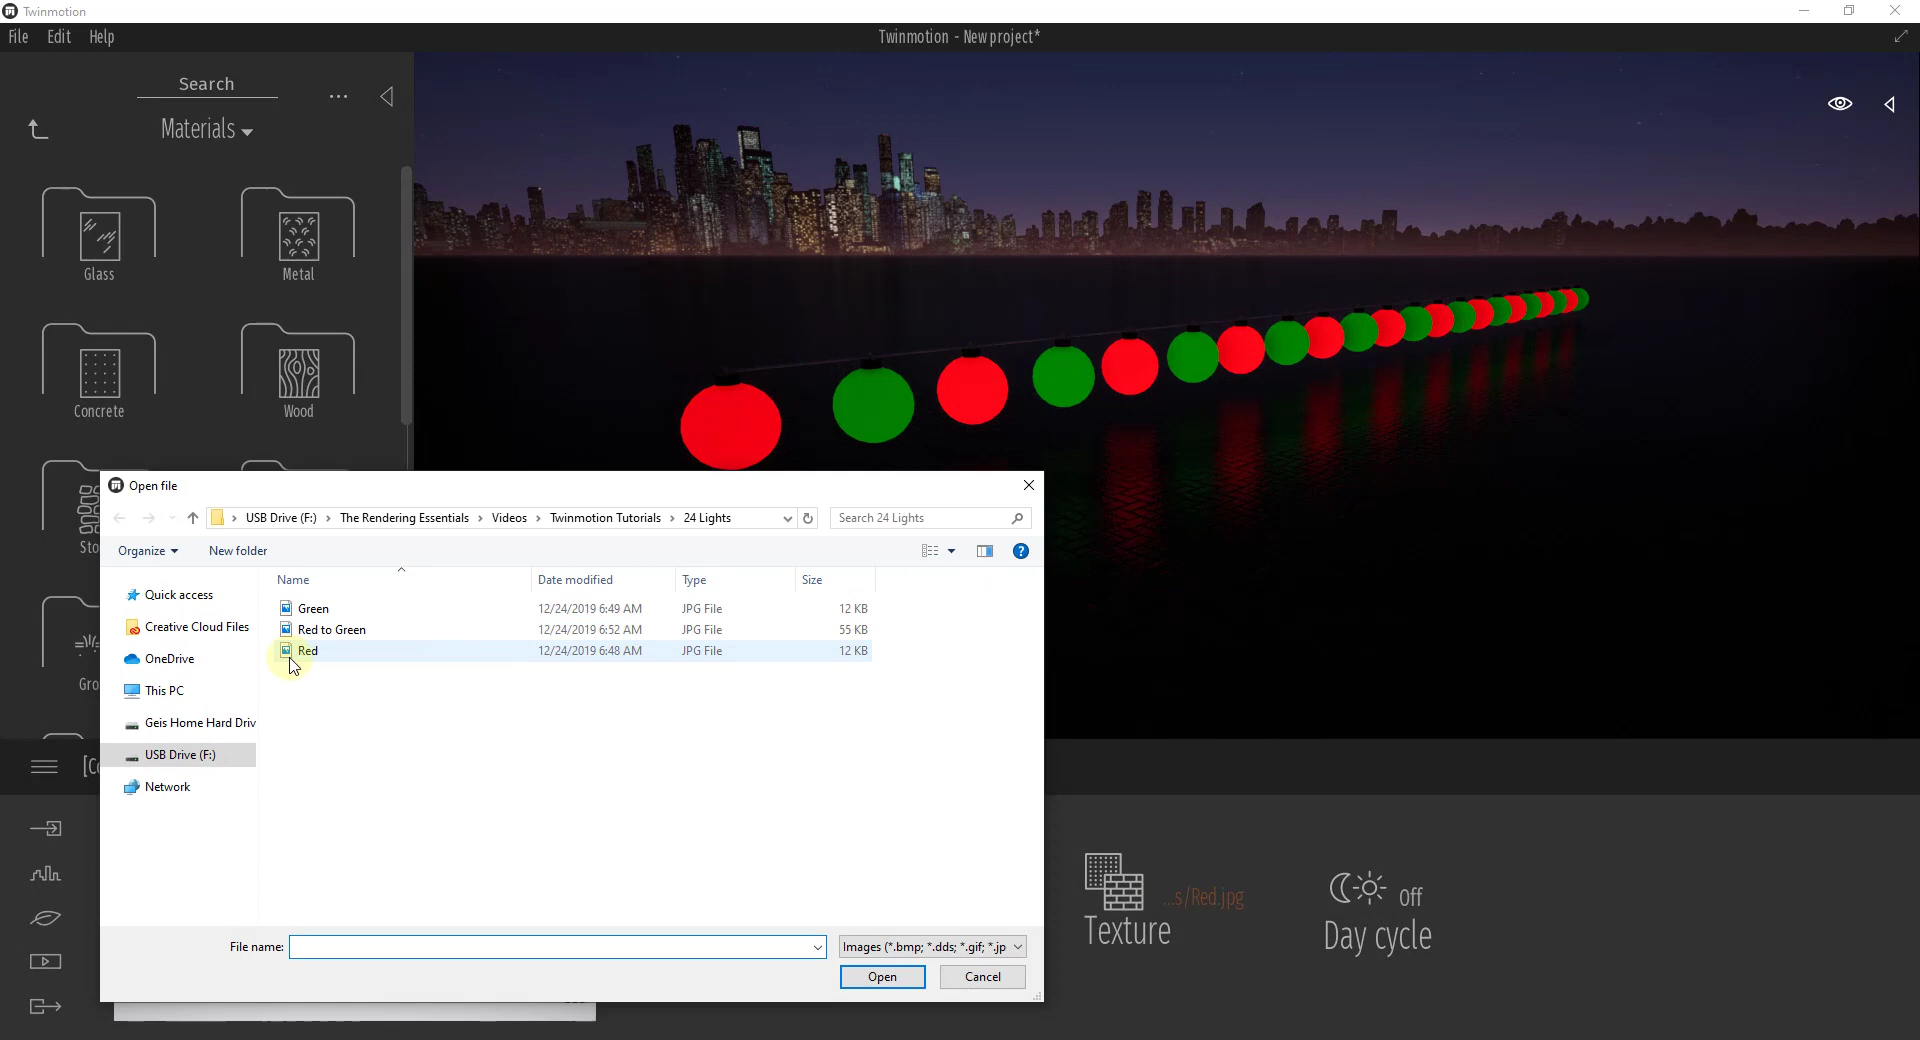 Twinmotion
File Edit Help
Twinmotion - New project*
Search
...
Materials
Glass
Metal
Concrete
Wood
Sto
Gro
[Co
Open file
USB Drive (F:) > The Rendering Essentials > Videos > Twinmotion Tutorials > 24 Lights
Search 24 Lights
Organize
New folder
Quick access
Creative Cloud Files
OneDrive
This PC
Geis Home Hard Driv
USB Drive (F:)
Network
Name Date modified Type Size
Green 12/24/2019 6:49 AM JPG File 12 KB
Red to Green 12/24/2019 6:52 AM JPG File 55 KB
Red 12/24/2019 6:48 AM JPG File 12 KB
File name:
Images (*.bmp; *.dds; *.gif; *.jp
Open
Cancel
...s/Red.jpg
Texture
Off
Day cycle